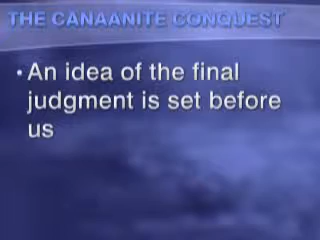 THE CANAANITE CONQUEST
• An idea of the final
judgment is set before
us